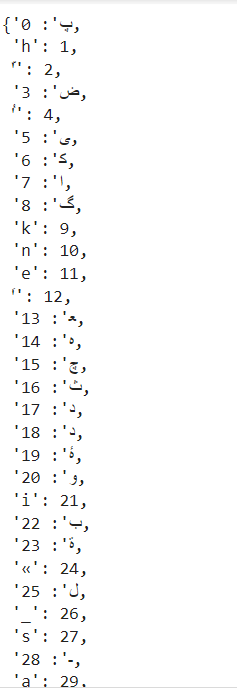 {'پ': 0,
'h': 1,
'': 2,
'ض': 3,
'': 4,
'ی': 5,
'ک': 6,
'ا': 7,
'گ': 8,
'k': 9,
'n': 10,
'e': 11,
'': 12,
'ع': 13,
'ه': 14,
'چ': 15,
'ث': 16,
'د': 17,
'د': 18,
'ۀ': 19,
'و': 20,
'i': 21,
'ب': 22,
'ة': 23,
'«': 24,
'ل': 25,
'_': 26,
's': 27,
'ـ': 28,
'a': 29,